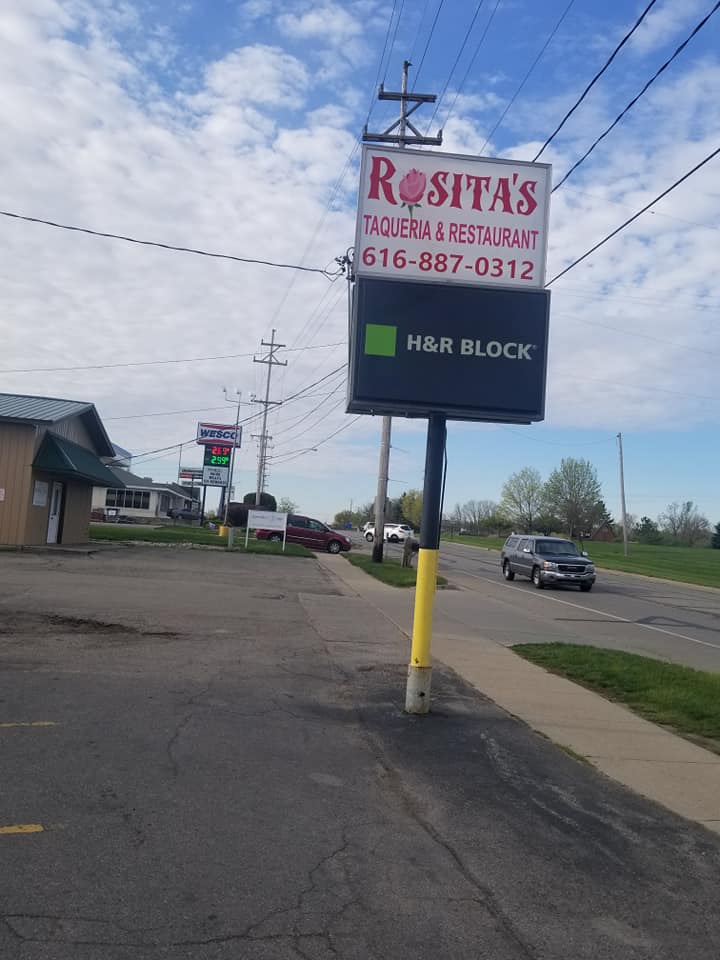 ROSITA'S
TAQUERIA & RESTAURANT
616-887-0312
H&R BLOCK
WESCO